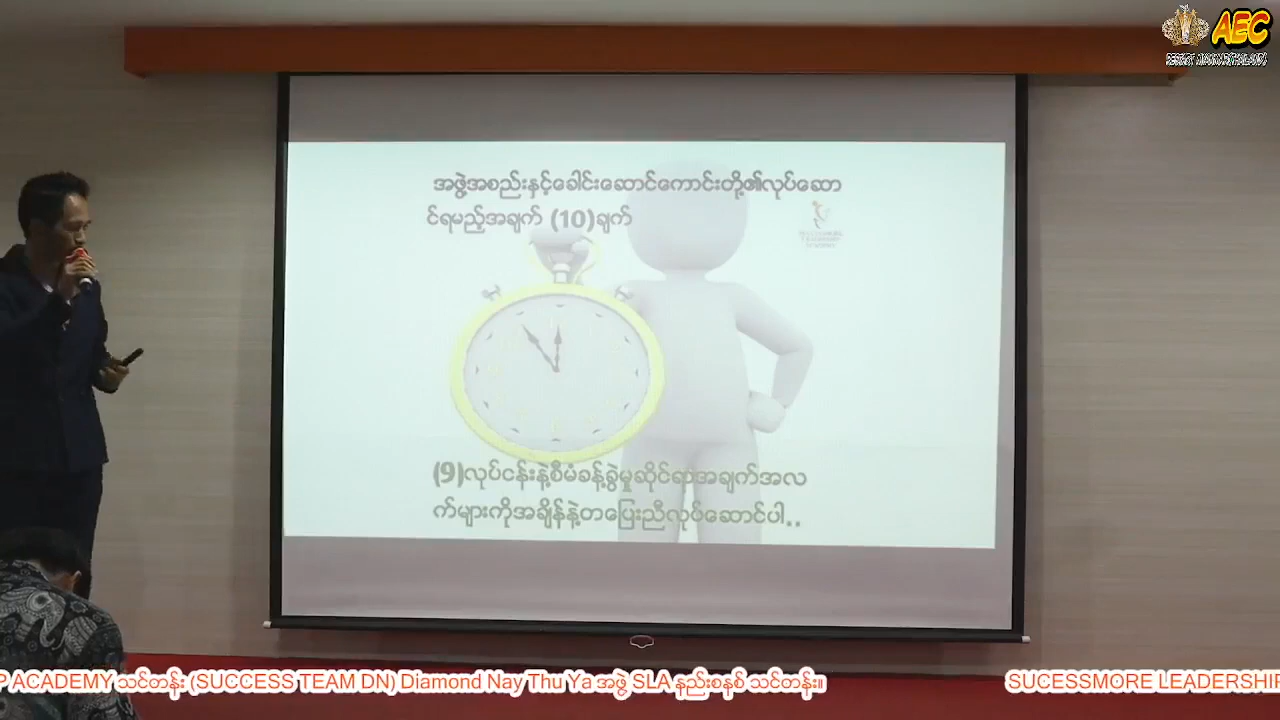 AEC
အဖွဲ့အစည်းနှင့်ခေါင်းဆောင်ကောင်းတို့၏လုပ်ဆော
င်ရမည့်အချက် (10)ချက်
(9)လုပ်ငန်းနဲ့စီမံခန့်ခွဲမှုဆိုင်ရာအချက်အလ
က်များကိုအချိန်နဲ့တပြေးညီလုပ်ဆောင်ပါ..
P ACADEMY သင်တန်း (SUCCESS TEAM DN) Diamond Nay Thu Ya အဖွဲ့ SLA နည်းစနစ် သင်တန်း။ SUCESSMORE LEADERSHIP